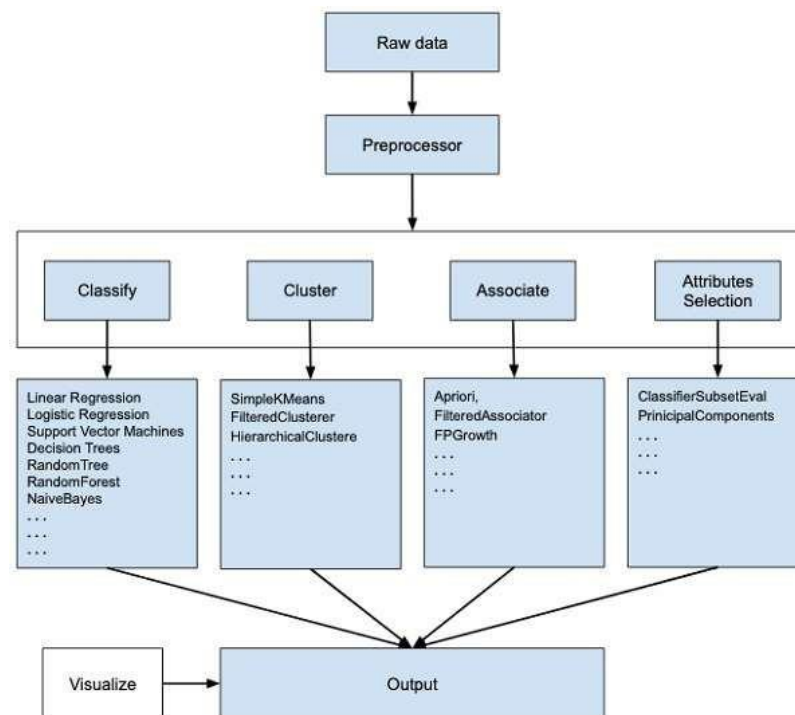 Raw data
Preprocessor
Classify
Cluster
Associate
Attributes
Selection
Linear Regression
Logistic Regression
Support Vector Machines
Decision Trees
RandomTree
RandomForest
NaiveBayes
. . .
. . .
. . .
SimpleKMeans
FilteredClusterer
HierarchicalClustere
. . .
. . .
. . .
Apriori,
FilteredAssociator
FPGrowth
. . .
. . .
. . .
ClassifierSubsetEval
PrinicipalComponents
. . .
. . .
. . .
Visualize
Output